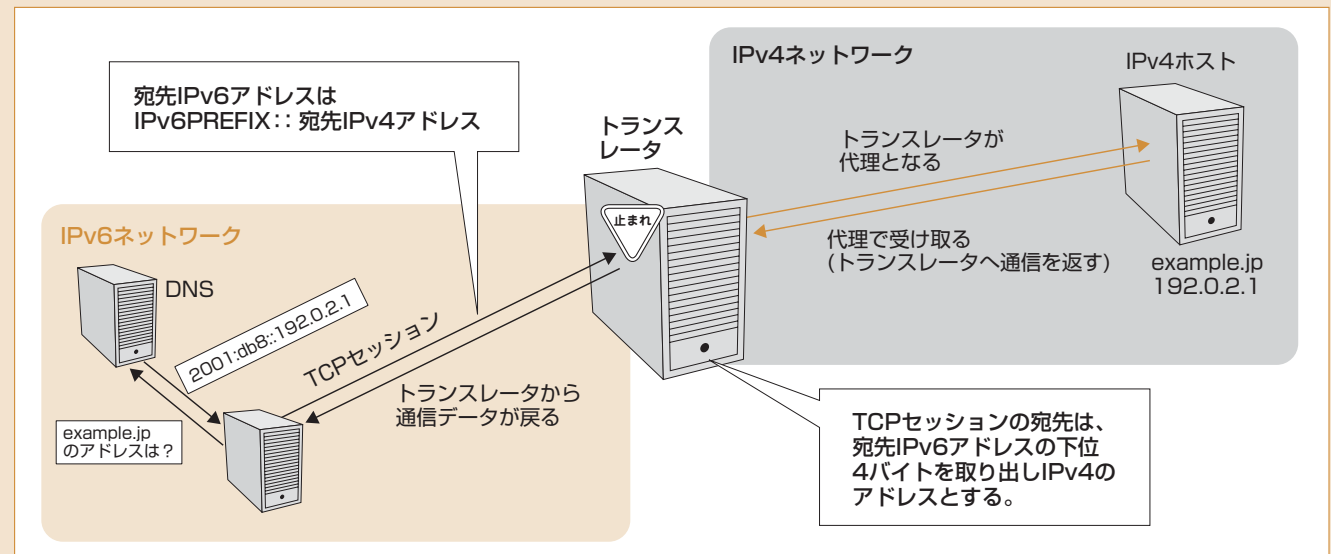 宛先IPv6アドレスは
IPv6PREFIX:: 宛先IPv4アドレス
IPv4ネットワーク
IPv4ホスト
トランス
レータ
トランスレータが
代理となる
止まれ
代理で受け取る
(トランスレータへ通信を返す)
example.jp
192.0.2.1
IPv6ネットワーク
DNS
2001:db8::192.0.2.1
TCPセッション
トランスレータから
通信データが戻る
example.jp
のアドレスは?
TCPセッションの宛先は、
宛先IPv6アドレスの下位
4バイトを取り出しIPv4の
アドレスとする。